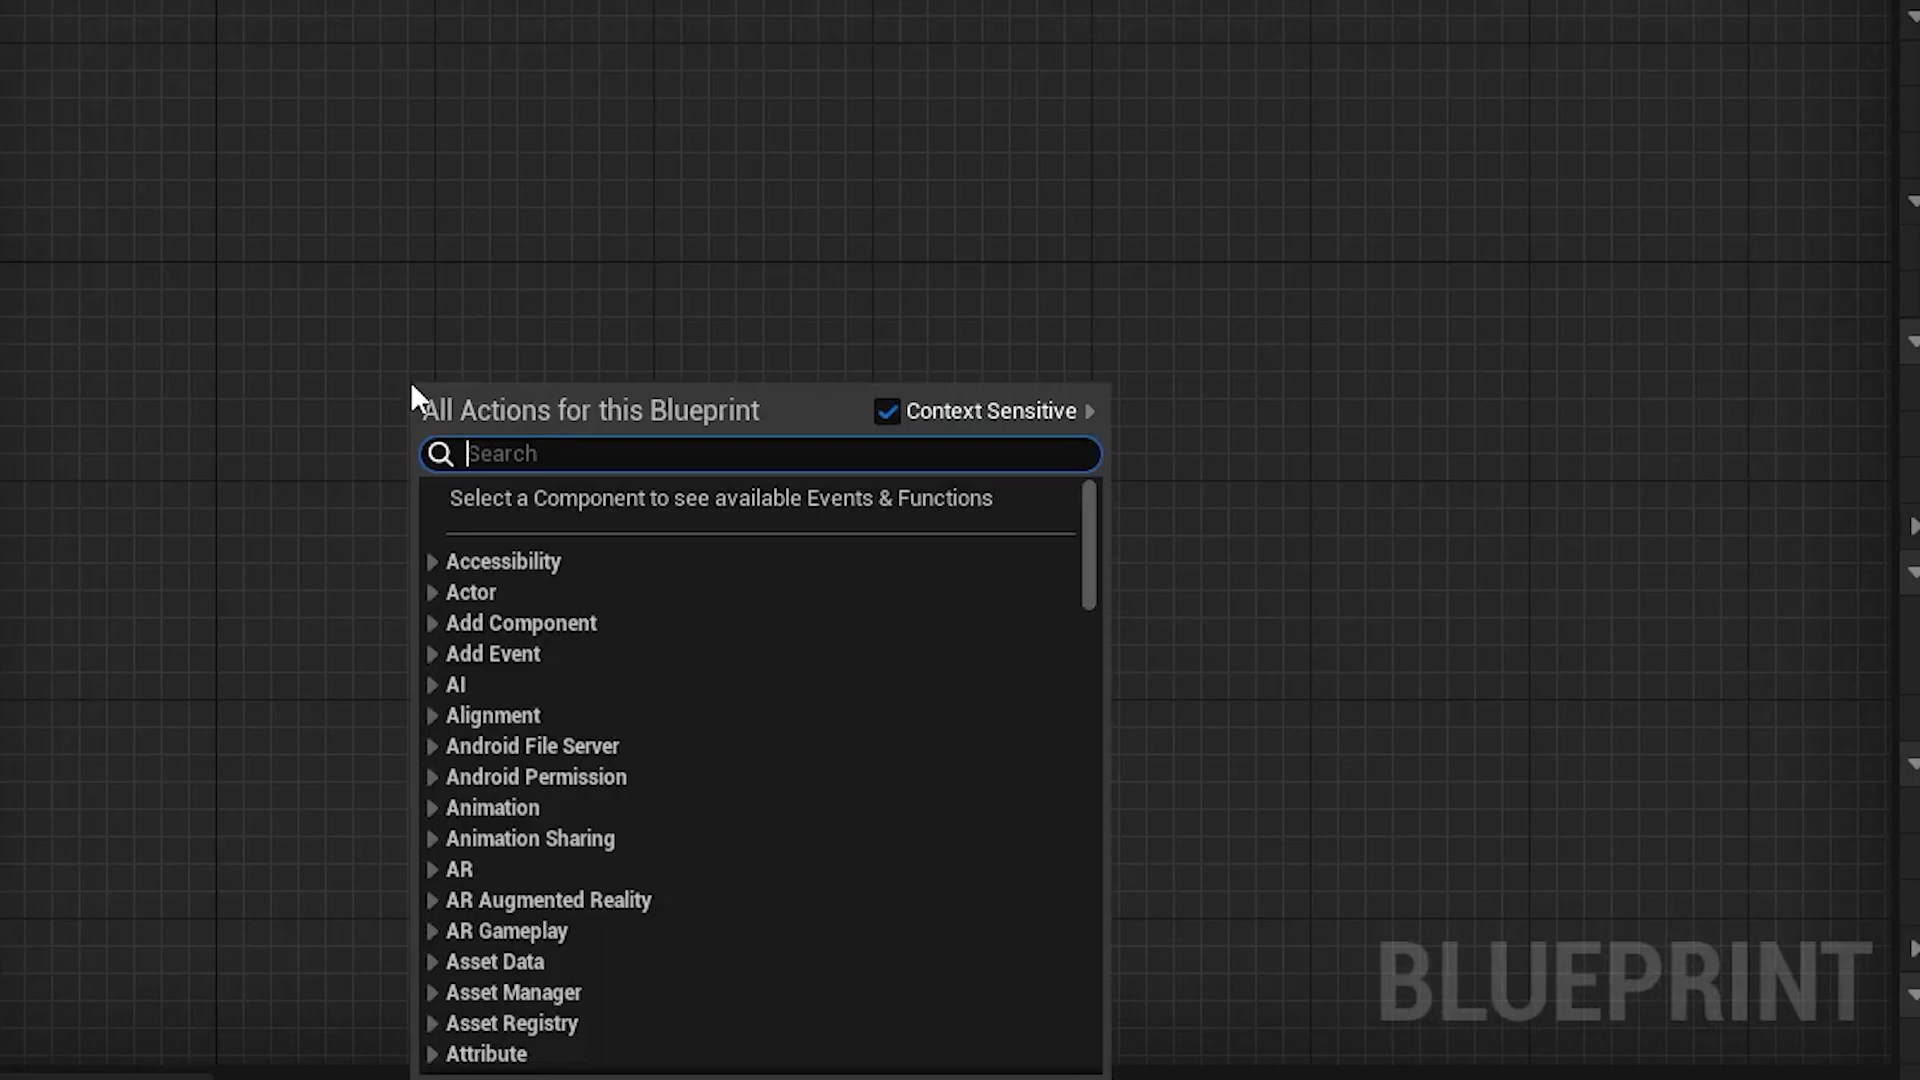 All Actions for this Blueprint
Context Sensitive
Search
Select a Component to see available Events & Functions
Accessibility
Actor
Add Component
Add Event
AI
Alignment
Android File Server
Android Permission
Animation
Animation Sharing
AR
AR Augmented Reality
AR Gameplay
Asset Data
Asset Manager
Asset Registry
Attribute
BLUEPRINT